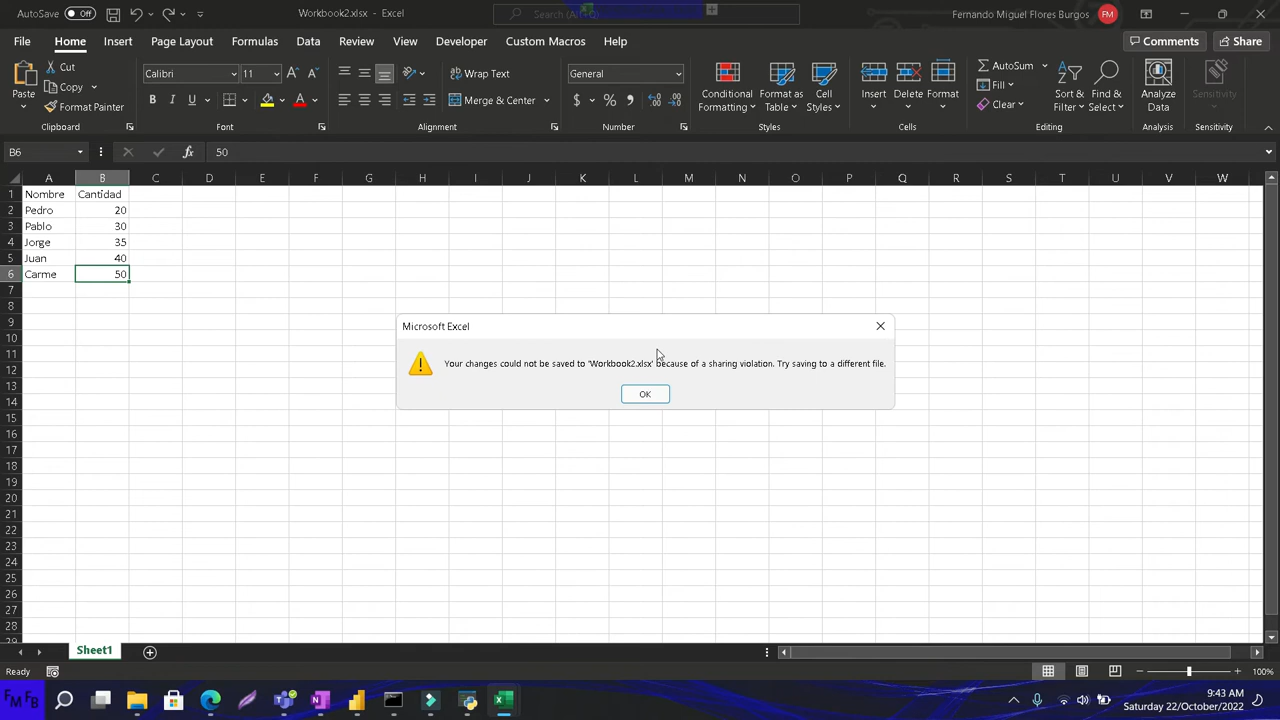 AutoSave Off Workbook2.xlsx - Excel Search (Alt+Q) Fernando Miguel Flores Burgos FM
File Home Insert Page Layout Formulas Data Review View Developer Custom Macros Help Comments Share
Paste Cut Copy Format Painter
Calibri 11
B I U A A
Wrap Text
Merge & Center
General
$ % ,
Conditional Formatting Format as Table Cell Styles
Insert Delete Format
AutoSum Fill Clear
Sort & Filter Find & Select
Analyze Data
Sensitivity
Clipboard Font Alignment Number Styles Cells Editing Analysis Sensitivity
B6 fx 50
A B C D E F G H I J K L M N O P Q R S T U V W
1 Nombre Cantidad
2 Pedro 20
3 Pablo 30
4 Jorge 35
5 Juan 40
6 Carme 50
7
8
9
10
11
12
13
14
15
16
17
18
19
20
21
22
23
24
25
26
27
28
29
Microsoft Excel
Your changes could not be saved to 'Workbook2.xlsx' because of a sharing violation. Try saving to a different file.
OK
Sheet1
Ready 100%
FM FB
9:43 AM
Saturday 22/October/2022